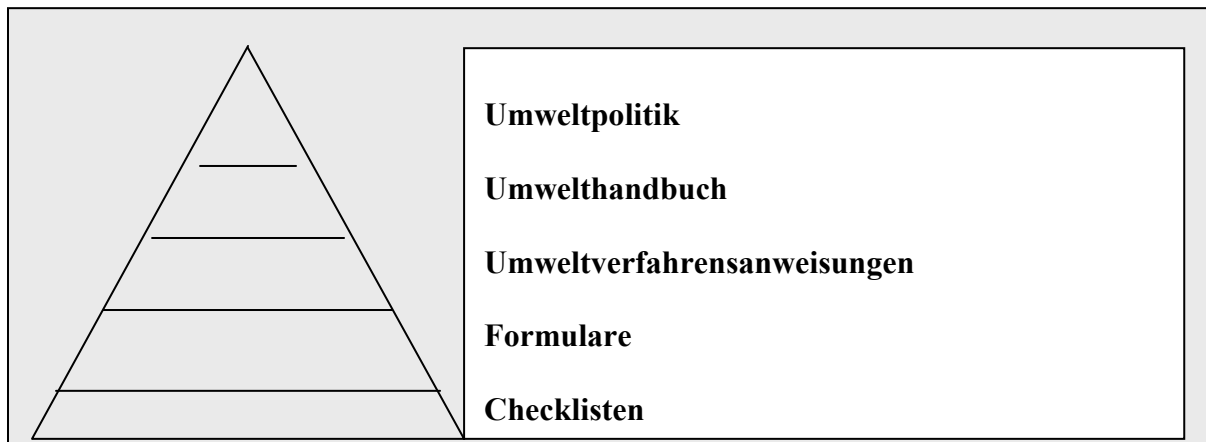 Umweltpolitik
Umwelthandbuch
Umweltverfahrensanweisungen
Formulare
Checklisten